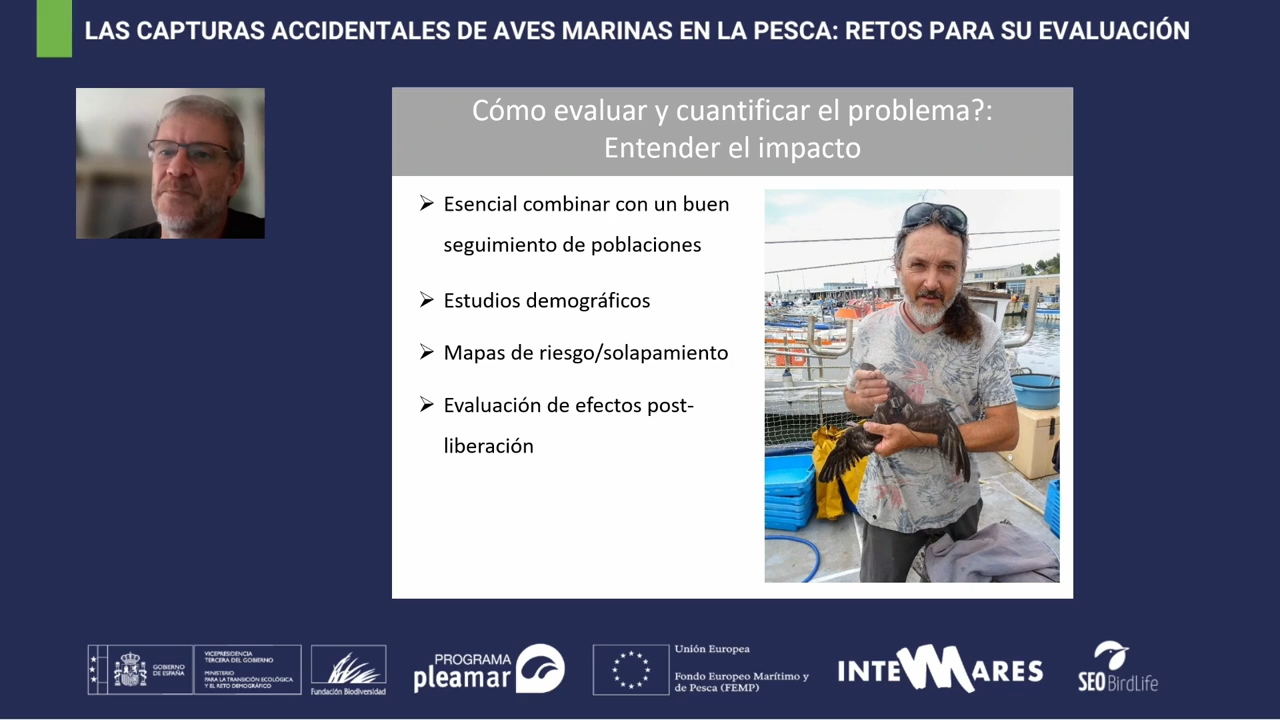 LAS CAPTURAS ACCIDENTALES DE AVES MARINAS EN LA PESCA: RETOS PARA SU EVALUACIÓN
Cómo evaluar y cuantificar el problema?:
Entender el impacto
Esencial combinar con un buen
seguimiento de poblaciones
Estudios demográficos
Mapas de riesgo/solapamiento
Evaluación de efectos post-
liberación
GOBIERNO
DE ESPAÑA
VICEPRESIDENCIA
TERCERA DEL GOBIERNO
MINISTERIO
PARA LA TRANSICIÓN ECOLÓGICA
Y EL RETO DEMOGRÁFICO
Fundación Biodiversidad
PROGRAMA
pleamar
Unión Europea
Fondo Europeo Marítimo y
de Pesca (FEMP)
INTEMARES
SEO BirdLife